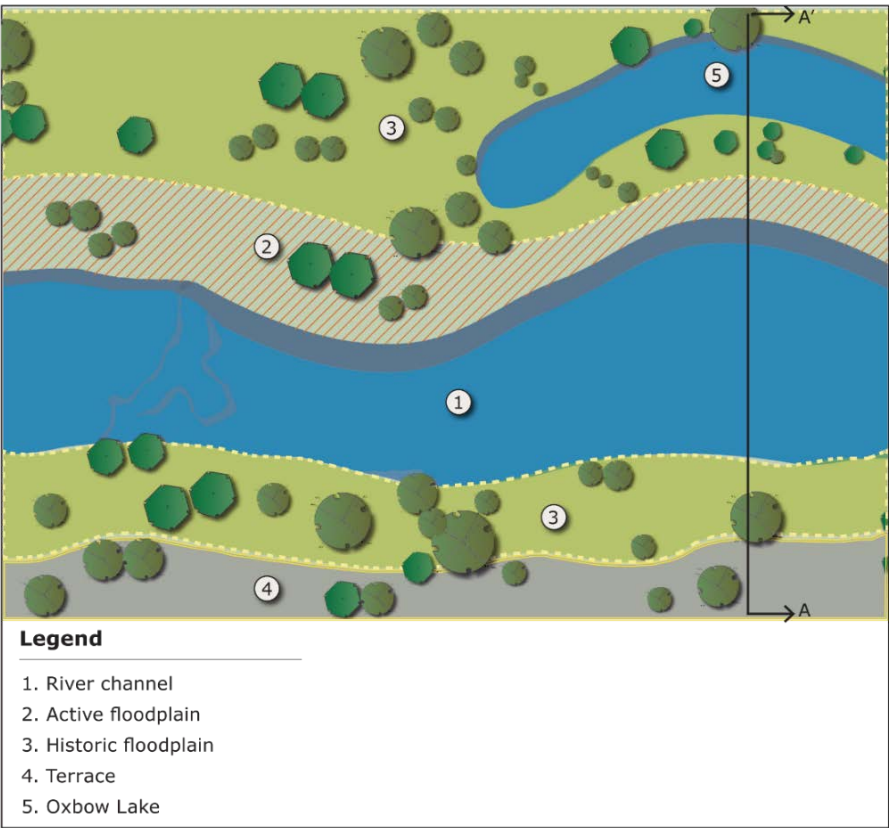 A'
5
3
2
1
3
4
A
Legend
1. River channel
2. Active floodplain
3. Historic floodplain
4. Terrace
5. Oxbow Lake